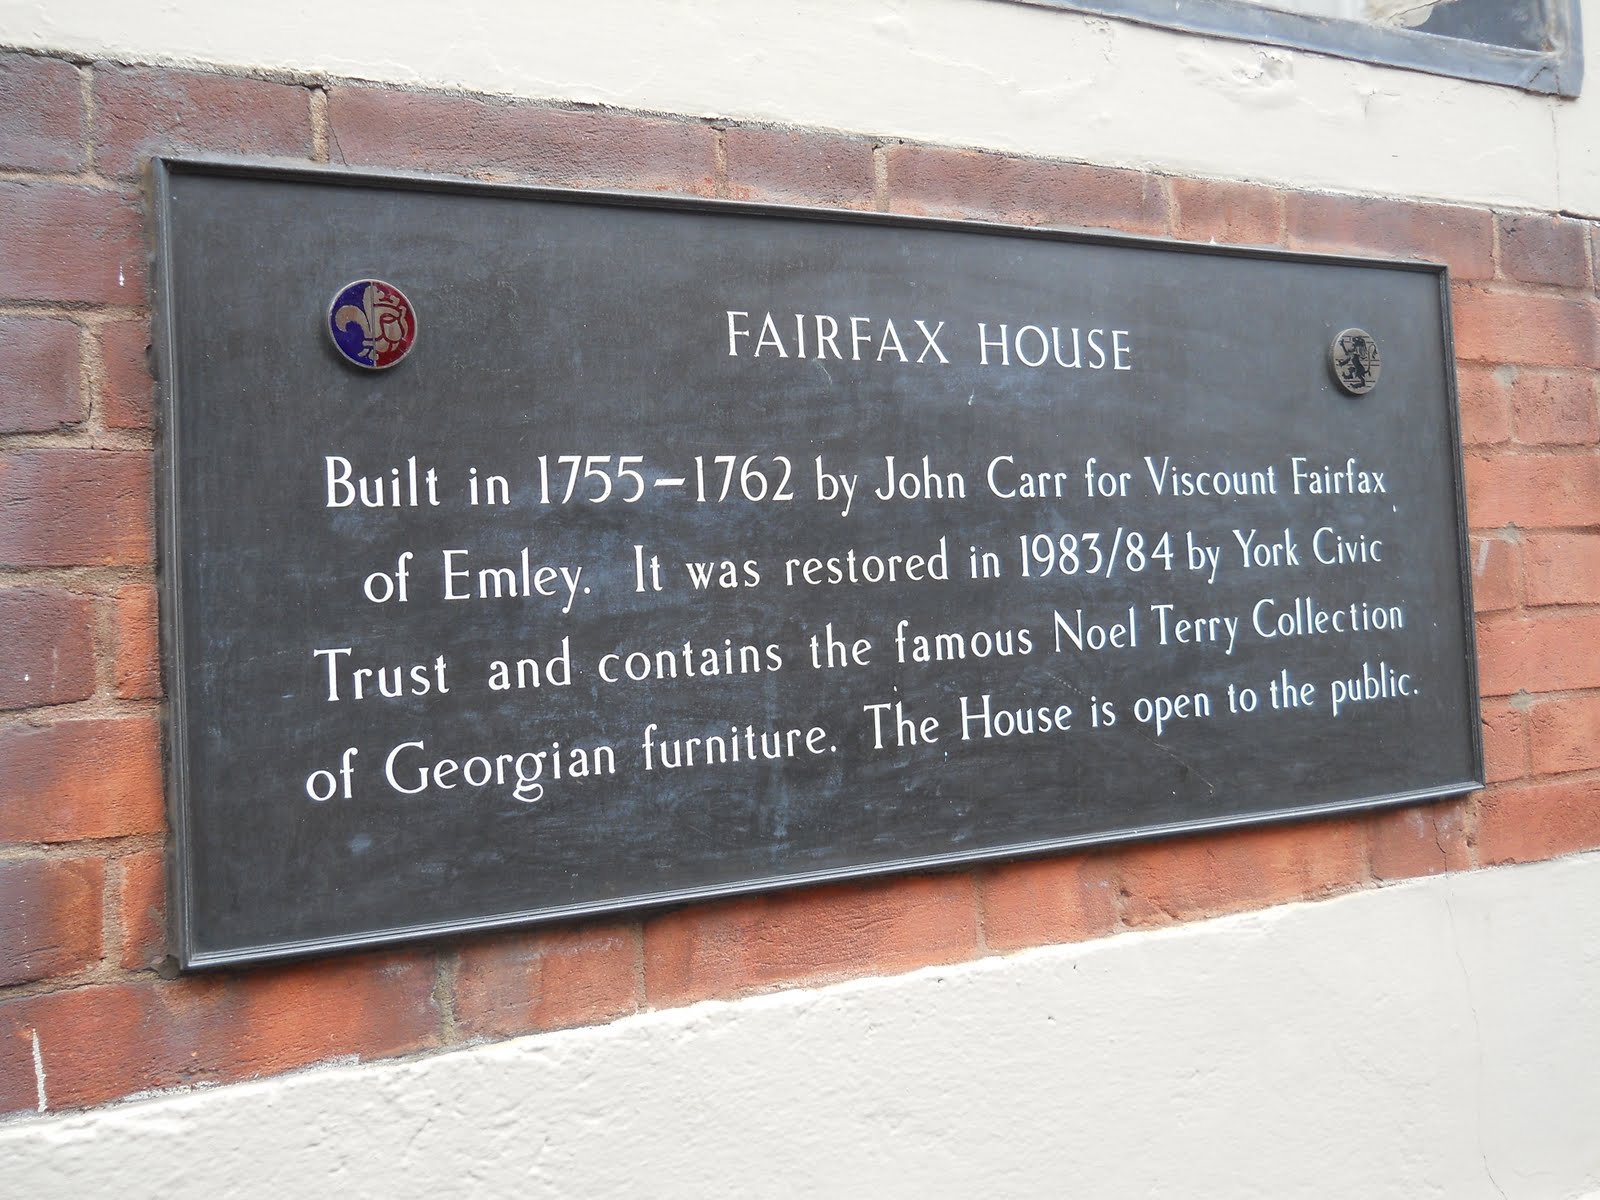 FAIRFAX HOUSE
Built in 1755-1762 by John Carr for Viscount Fairfax
of Emley. It was restored in 1983/84 by York Civic
Trust and contains the famous Noel Terry Collection
of Georgian furniture. The House is open to the public.